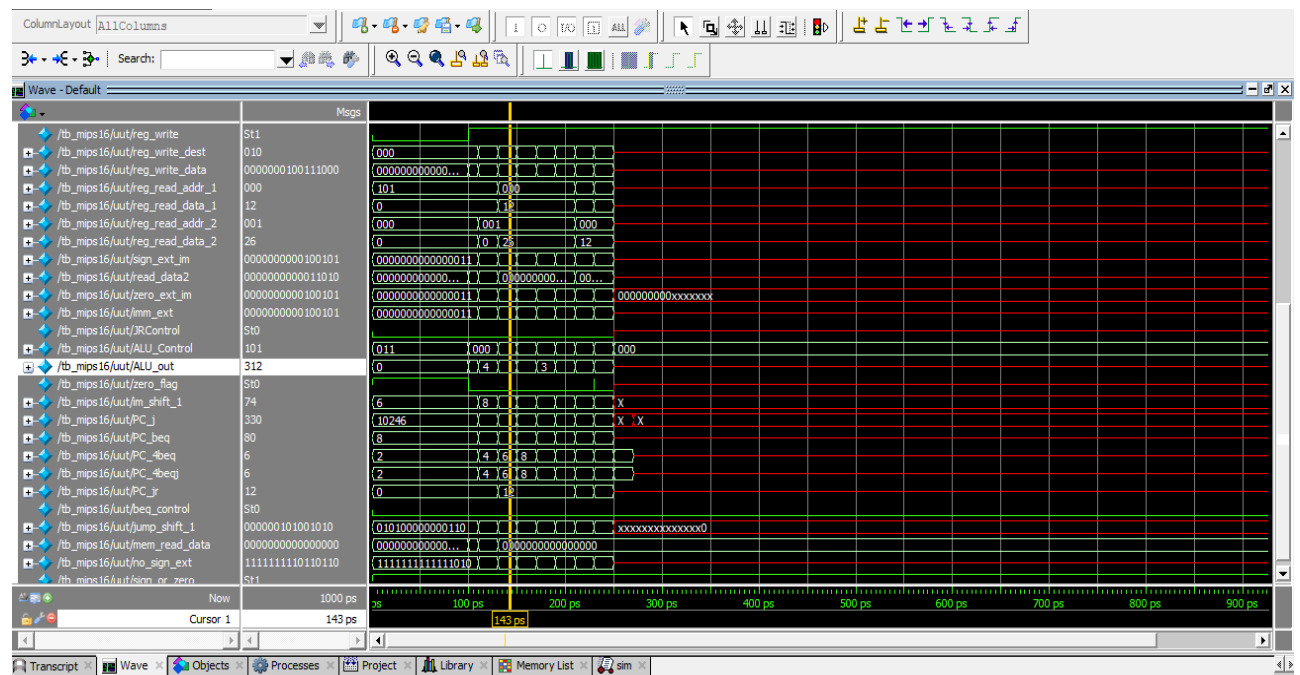 ColumnLayout AllColumns
I O I/O ALL
Search:
Wave - Default
Msgs
/tb_mips16/uut/reg_write St1
/tb_mips16/uut/reg_write_dest 010 000
/tb_mips16/uut/reg_write_data 0000000100111000 000000000000...
/tb_mips16/uut/reg_read_addr_1 000 101 000
/tb_mips16/uut/reg_read_data_1 12 0 12
/tb_mips16/uut/reg_read_addr_2 001 000 001 000
/tb_mips16/uut/reg_read_data_2 26 0 0 26 12
/tb_mips16/uut/sign_ext_im 0000000000100101 0000000000000011
/tb_mips16/uut/read_data2 0000000000011010 000000000000... 000000000... 00...
/tb_mips16/uut/zero_ext_im 0000000000100101 0000000000000011 000000000xxxxxxx
/tb_mips16/uut/imm_ext 0000000000100101 0000000000000011
/tb_mips16/uut/JRControl St0
/tb_mips16/uut/ALU_Control 101 011 000 000
/tb_mips16/uut/ALU_out 312 0 4 3
/tb_mips16/uut/zero_flag St0
/tb_mips16/uut/im_shift_1 74 6 8 X
/tb_mips16/uut/PC_j 330 10246 X X
/tb_mips16/uut/PC_beq 80 8
/tb_mips16/uut/PC_4beq 6 2 4 6 8
/tb_mips16/uut/PC_4beqj 6 2 4 6 8
/tb_mips16/uut/PC_jr 12 0 12
/tb_mips16/uut/beq_control St0
/tb_mips16/uut/jump_shift_1 000000101001010 010100000000110 xxxxxxxxxxxxxx0
/tb_mips16/uut/mem_read_data 0000000000000000 000000000000... 0000000000000000
/tb_mips16/uut/no_sign_ext 1111111110110110 1111111111111010
/tb_mips16/uut/sign_or_zero St1
Now 1000 ps ps 100 ps 200 ps 300 ps 400 ps 500 ps 600 ps 700 ps 800 ps 900 ps
Cursor 1 143 ps 143 ps
Transcript Wave Objects Processes Project Library Memory List sim